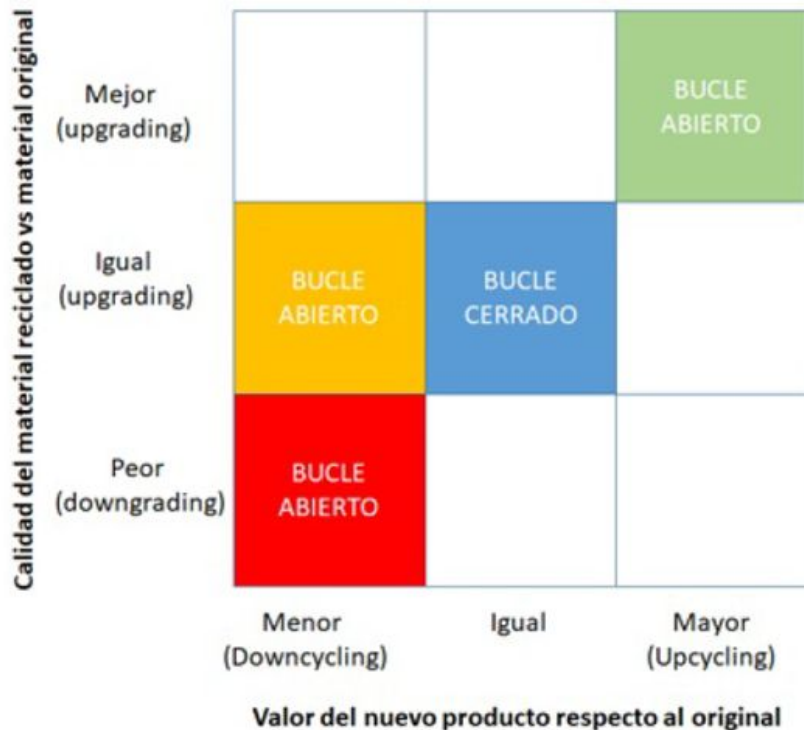 Calidad del material reciclado vs material original
Mejor
(upgrading)
BUCLE
ABIERTO
Igual
(upgrading)
BUCLE
ABIERTO
BUCLE
CERRADO
Peor
(downgrading)
BUCLE
ABIERTO
Menor
(Downcycling)
Igual
Mayor
(Upcycling)
Valor del nuevo producto respecto al original